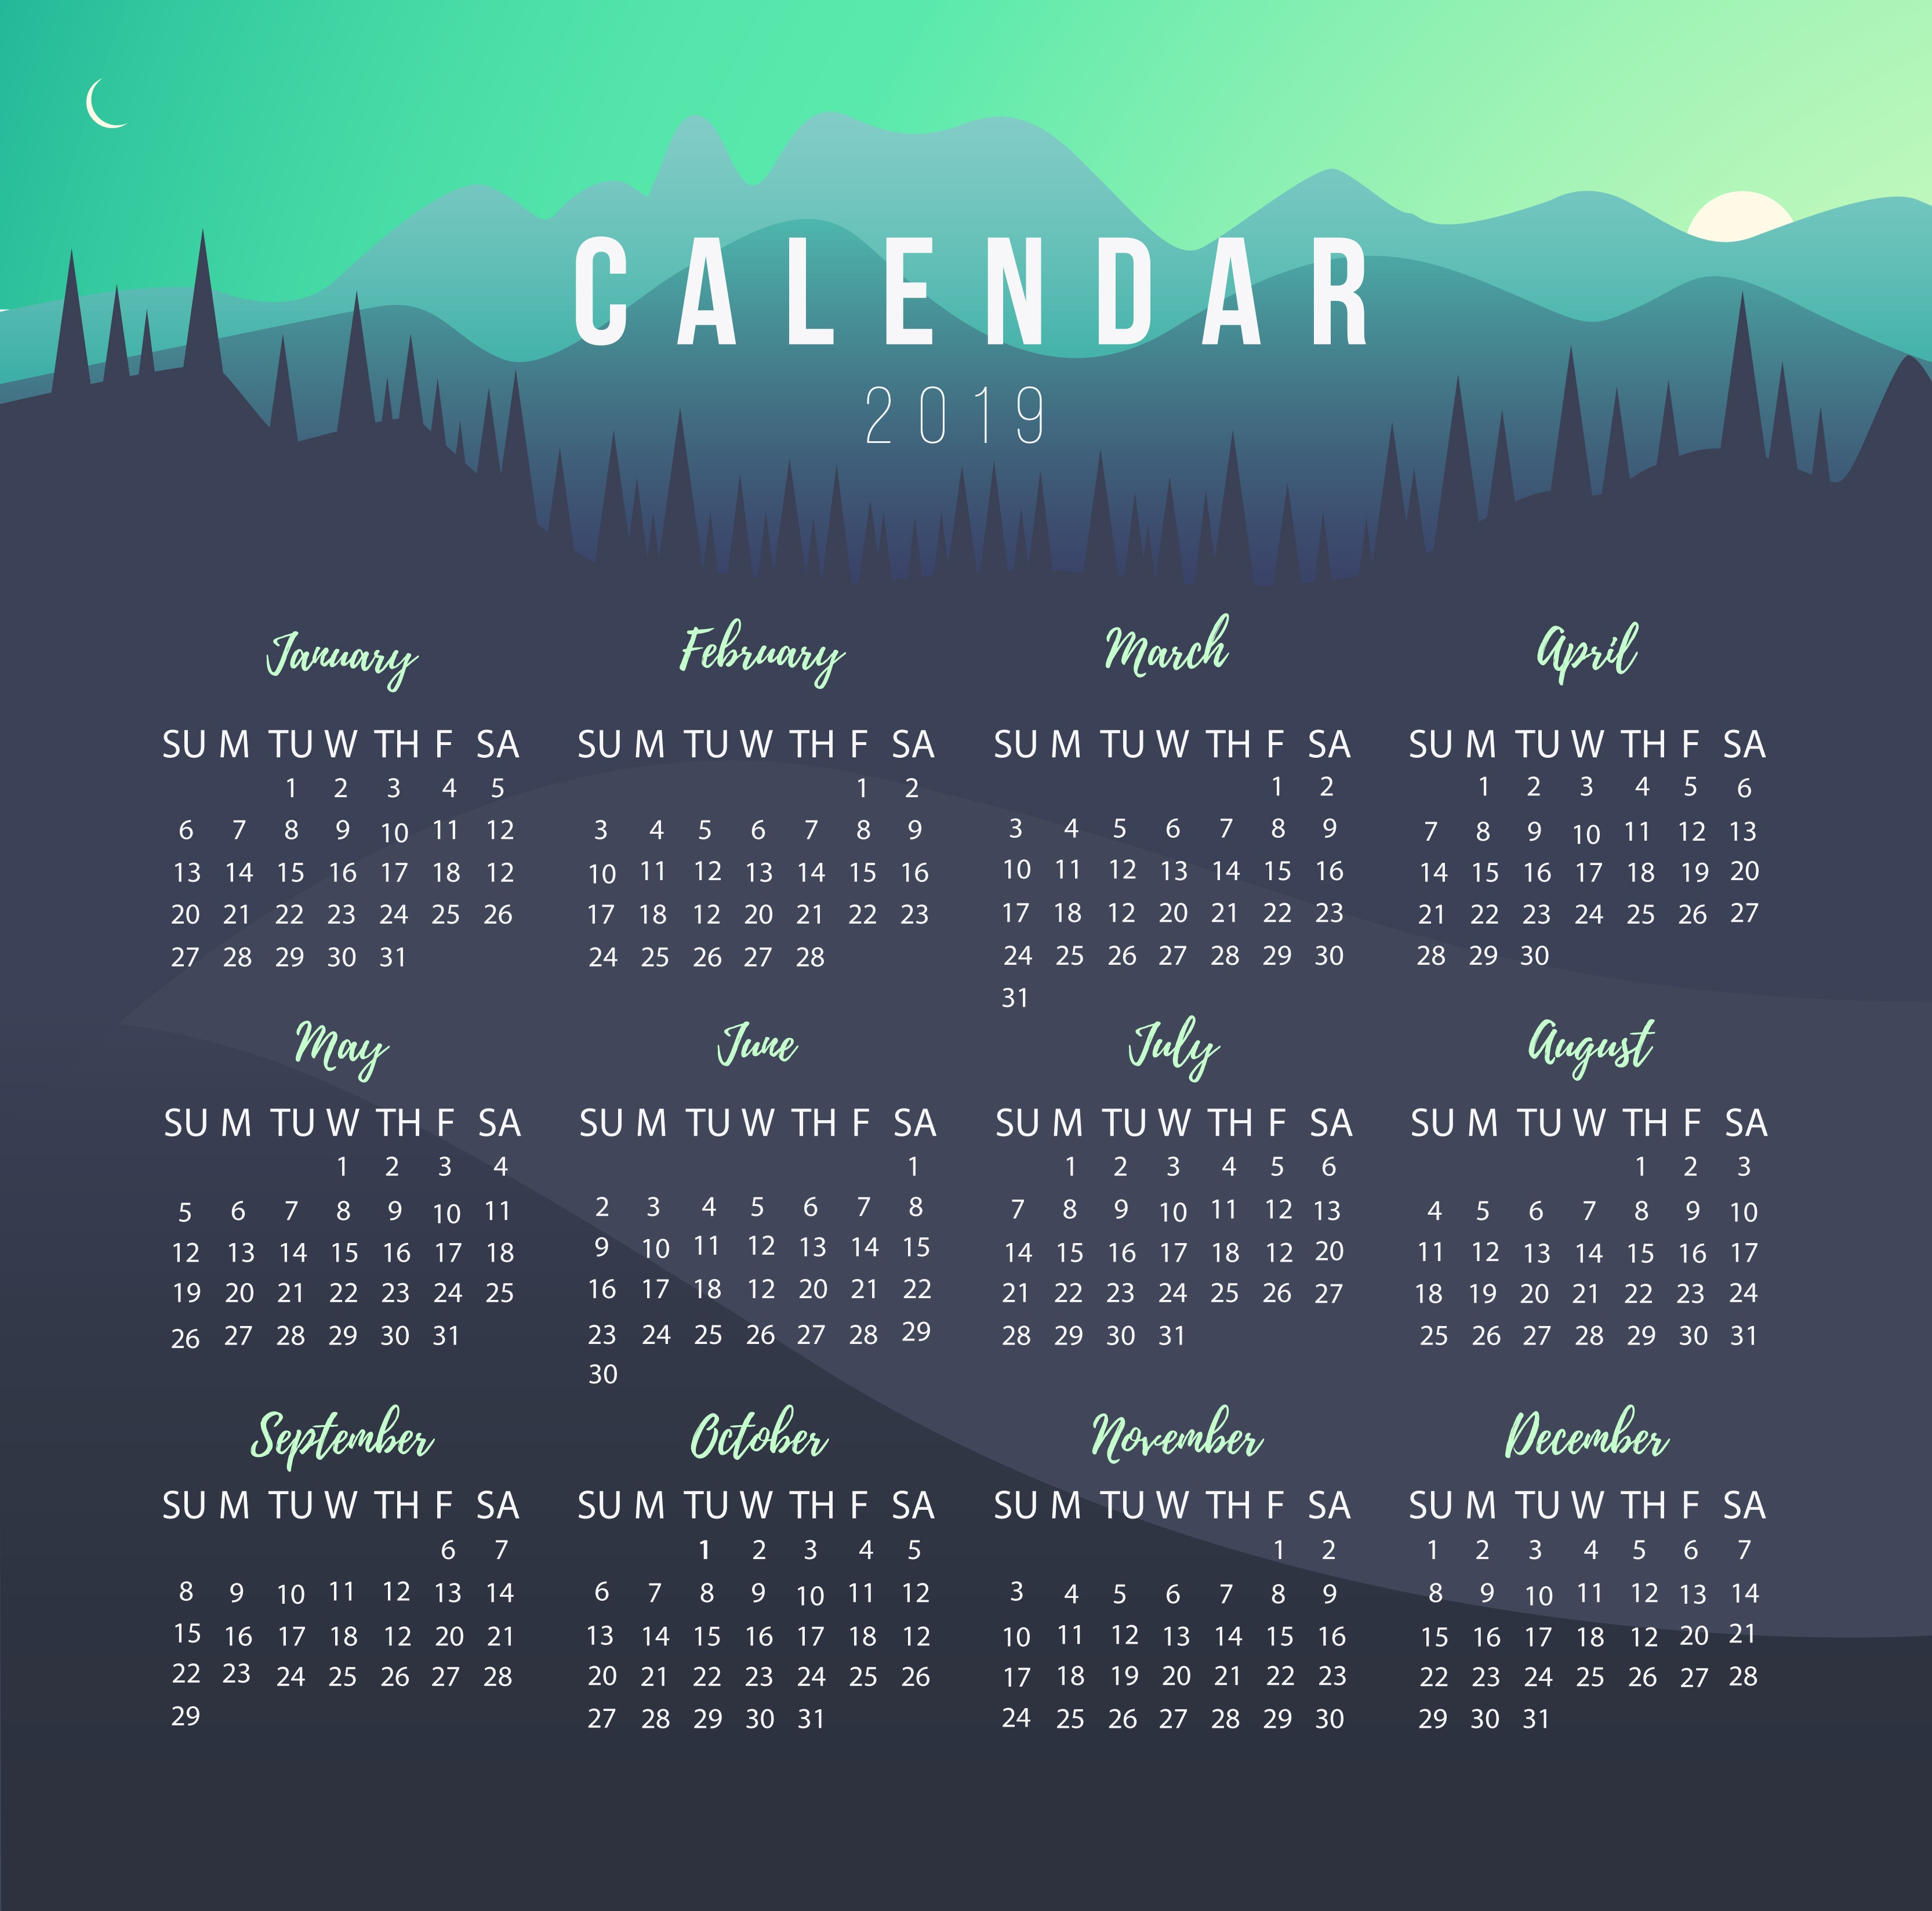 CALENDAR
2019
January February March April
SU M TU W TH F SA SU M TU W TH F SA SU M TU W TH F SA SU M TU W TH F SA
1 2 3 4 5 1 2 1 2 1 2 3 4 5 6
6 7 8 9 10 11 12 3 4 5 6 7 8 9 3 4 5 6 7 8 9 7 8 9 10 11 12 13
13 14 15 16 17 18 12 10 11 12 13 14 15 16 10 11 12 13 14 15 16 14 15 16 17 18 19 20
20 21 22 23 24 25 26 17 18 12 20 21 22 23 17 18 12 20 21 22 23 21 22 23 24 25 26 27
27 28 29 30 31 24 25 26 27 28 24 25 26 27 28 29 30 28 29 30
31
May June July August
SU M TU W TH F SA SU M TU W TH F SA SU M TU W TH F SA SU M TU W TH F SA
1 2 3 4 1 1 2 3 4 5 6 1 2 3
5 6 7 8 9 10 11 2 3 4 5 6 7 8 7 8 9 10 11 12 13 4 5 6 7 8 9 10
12 13 14 15 16 17 18 9 10 11 12 13 14 15 14 15 16 17 18 12 20 11 12 13 14 15 16 17
19 20 21 22 23 24 25 16 17 18 12 20 21 22 21 22 23 24 25 26 27 18 19 20 21 22 23 24
26 27 28 29 30 31 23 24 25 26 27 28 29 28 29 30 31 25 26 27 28 29 30 31
30
September October November December
SU M TU W TH F SA SU M TU W TH F SA SU M TU W TH F SA SU M TU W TH F SA
6 7 1 2 3 4 5 1 2 1 2 3 4 5 6 7
8 9 10 11 12 13 14 6 7 8 9 10 11 12 3 4 5 6 7 8 9 8 9 10 11 12 13 14
15 16 17 18 12 20 21 13 14 15 16 17 18 12 10 11 12 13 14 15 16 15 16 17 18 12 20 21
22 23 24 25 26 27 28 20 21 22 23 24 25 26 17 18 19 20 21 22 23 22 23 24 25 26 27 28
29 27 28 29 30 31 24 25 26 27 28 29 30 29 30 31